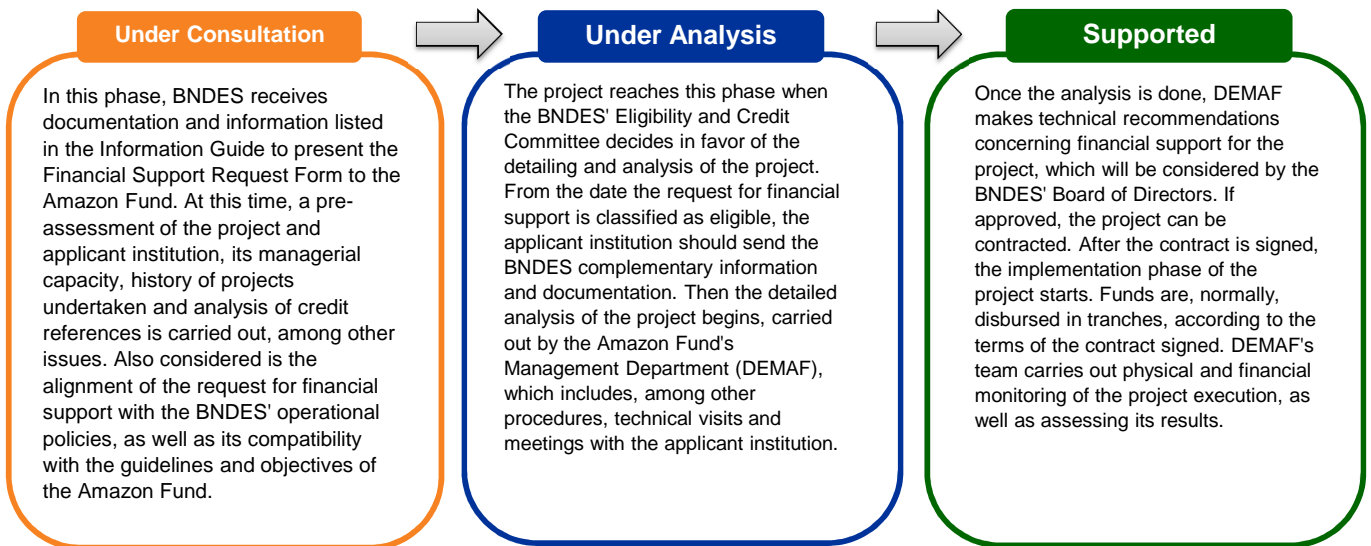 Under Consultation
In this phase, BNDES receives
documentation and information listed
in the Information Guide to present the
Financial Support Request Form to the
Amazon Fund. At this time, a pre-
assessment of the project and
applicant institution, its managerial
capacity, history of projects
undertaken and analysis of credit
references is carried out, among other
issues. Also considered is the
alignment of the request for financial
support with the BNDES' operational
policies, as well as its compatibility
with the guidelines and objectives of
the Amazon Fund.
Under Analysis
The project reaches this phase when
the BNDES' Eligibility and Credit
Committee decides in favor of the
detailing and analysis of the project.
From the date the request for financial
support is classified as eligible, the
applicant institution should send the
BNDES complementary information
and documentation. Then the detailed
analysis of the project begins, carried
out by the Amazon Fund's
Management Department (DEMAF),
which includes, among other
procedures, technical visits and
meetings with the applicant institution.
Supported
Once the analysis is done, DEMAF
makes technical recommendations
concerning financial support for the
project, which will be considered by the
BNDES' Board of Directors. If
approved, the project can be
contracted. After the contract is signed,
the implementation phase of the
project starts. Funds are, normally,
disbursed in tranches, according to the
terms of the contract signed. DEMAF's
team carries out physical and financial
monitoring of the project execution, as
well as assessing its results.